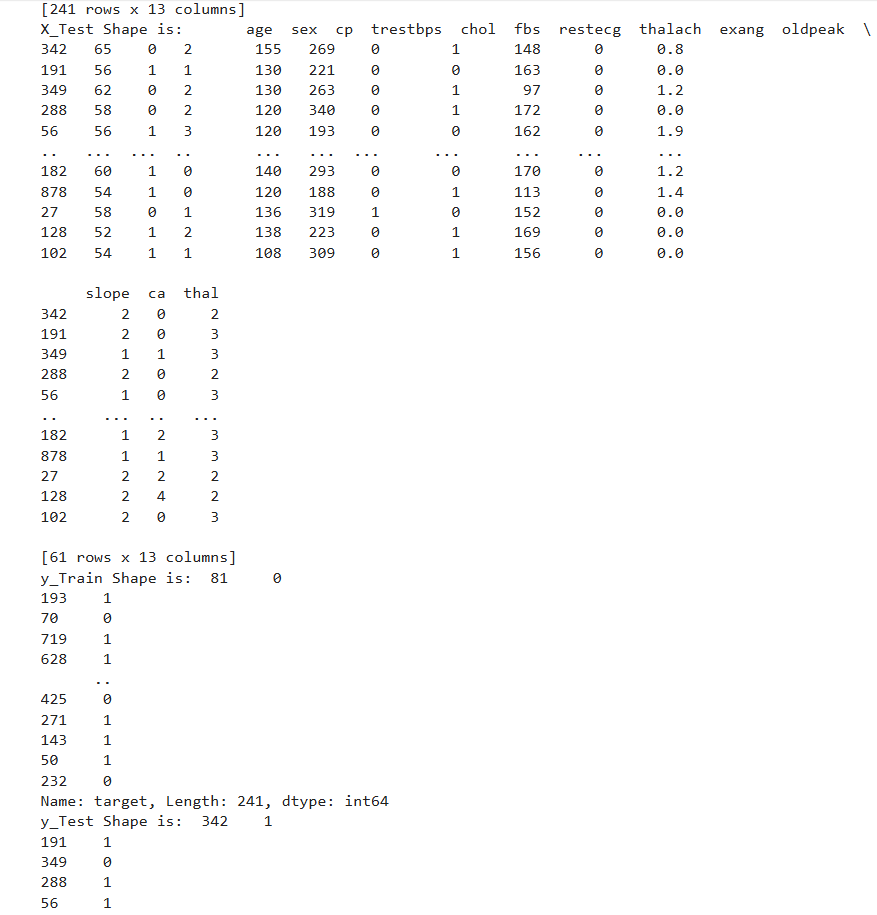 [241 rows x 13 columns]
X_Test Shape is:       age  sex  cp  trestbps  chol  fbs  restecg  thalach  exang  oldpeak  \
342   65    0   2       155   269    0        1      148      0      0.8
191   56    1   1       130   221    0        0      163      0      0.0
349   62    0   2       130   263    0        1       97      0      1.2
288   58    0   2       120   340    0        1      172      0      0.0
56    56    1   3       120   193    0        0      162      0      1.9
..   ...  ...  ..       ...   ...  ...      ...      ...    ...      ...
182   60    1   0       140   293    0        0      170      0      1.2
878   54    1   0       120   188    0        1      113      0      1.4
27    58    0   1       136   319    1        0      152      0      0.0
128   52    1   2       138   223    0        1      169      0      0.0
102   54    1   1       108   309    0        1      156      0      0.0
     slope  ca  thal
342      2   0     2
191      2   0     3
349      1   1     3
288      2   0     2
56       1   0     3
..     ...  ..   ...
182      1   2     3
878      1   1     3
27       2   2     2
128      2   4     2
102      2   0     3
[61 rows x 13 columns]
y_Train Shape is:  81     0
193    1
70     0
719    1
628    1
      ..
425    0
271    1
143    1
50     1
232    0
Name: target, Length: 241, dtype: int64
y_Test Shape is:  342    1
191    1
349    0
288    1
56     1